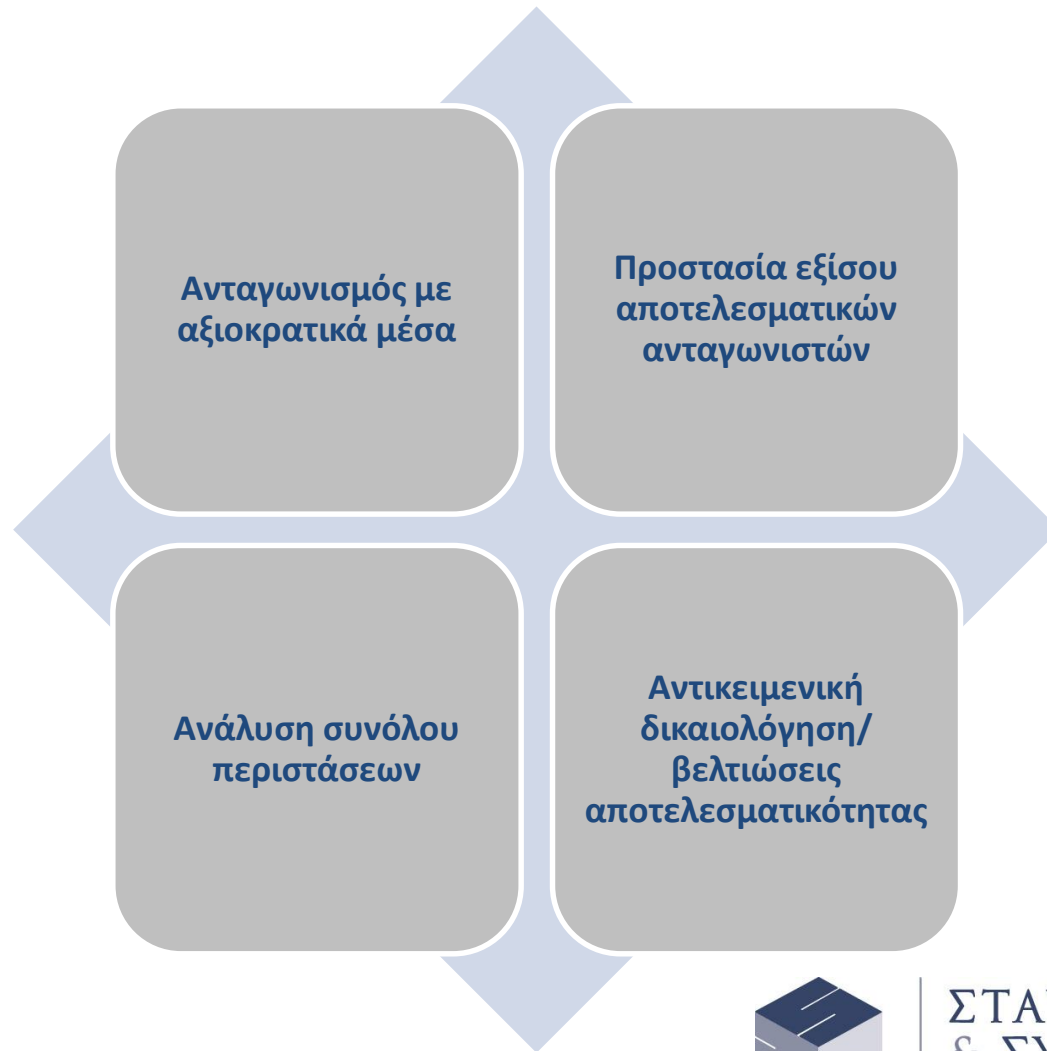 Ανταγωνισμός με
αξιοκρατικά μέσα
Προστασία εξίσου
αποτελεσματικών
ανταγωνιστών
Ανάλυση συνόλου
περιστάσεων
Αντικειμενική
δικαιολόγηση/
βελτιώσεις
αποτελεσματικότητας